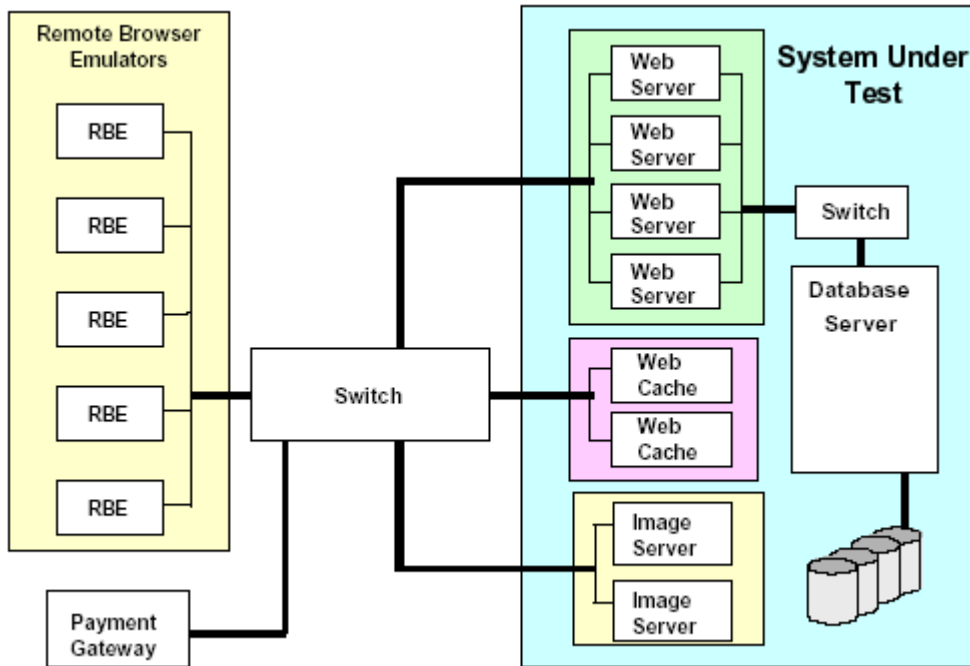 Remote Browser
Emulators
RBE
RBE
RBE
RBE
RBE
Payment
Gateway
Switch
System Under
Test
Web
Server
Web
Server
Web
Server
Web
Server
Web
Cache
Web
Cache
Image
Server
Image
Server
Switch
Database
Server